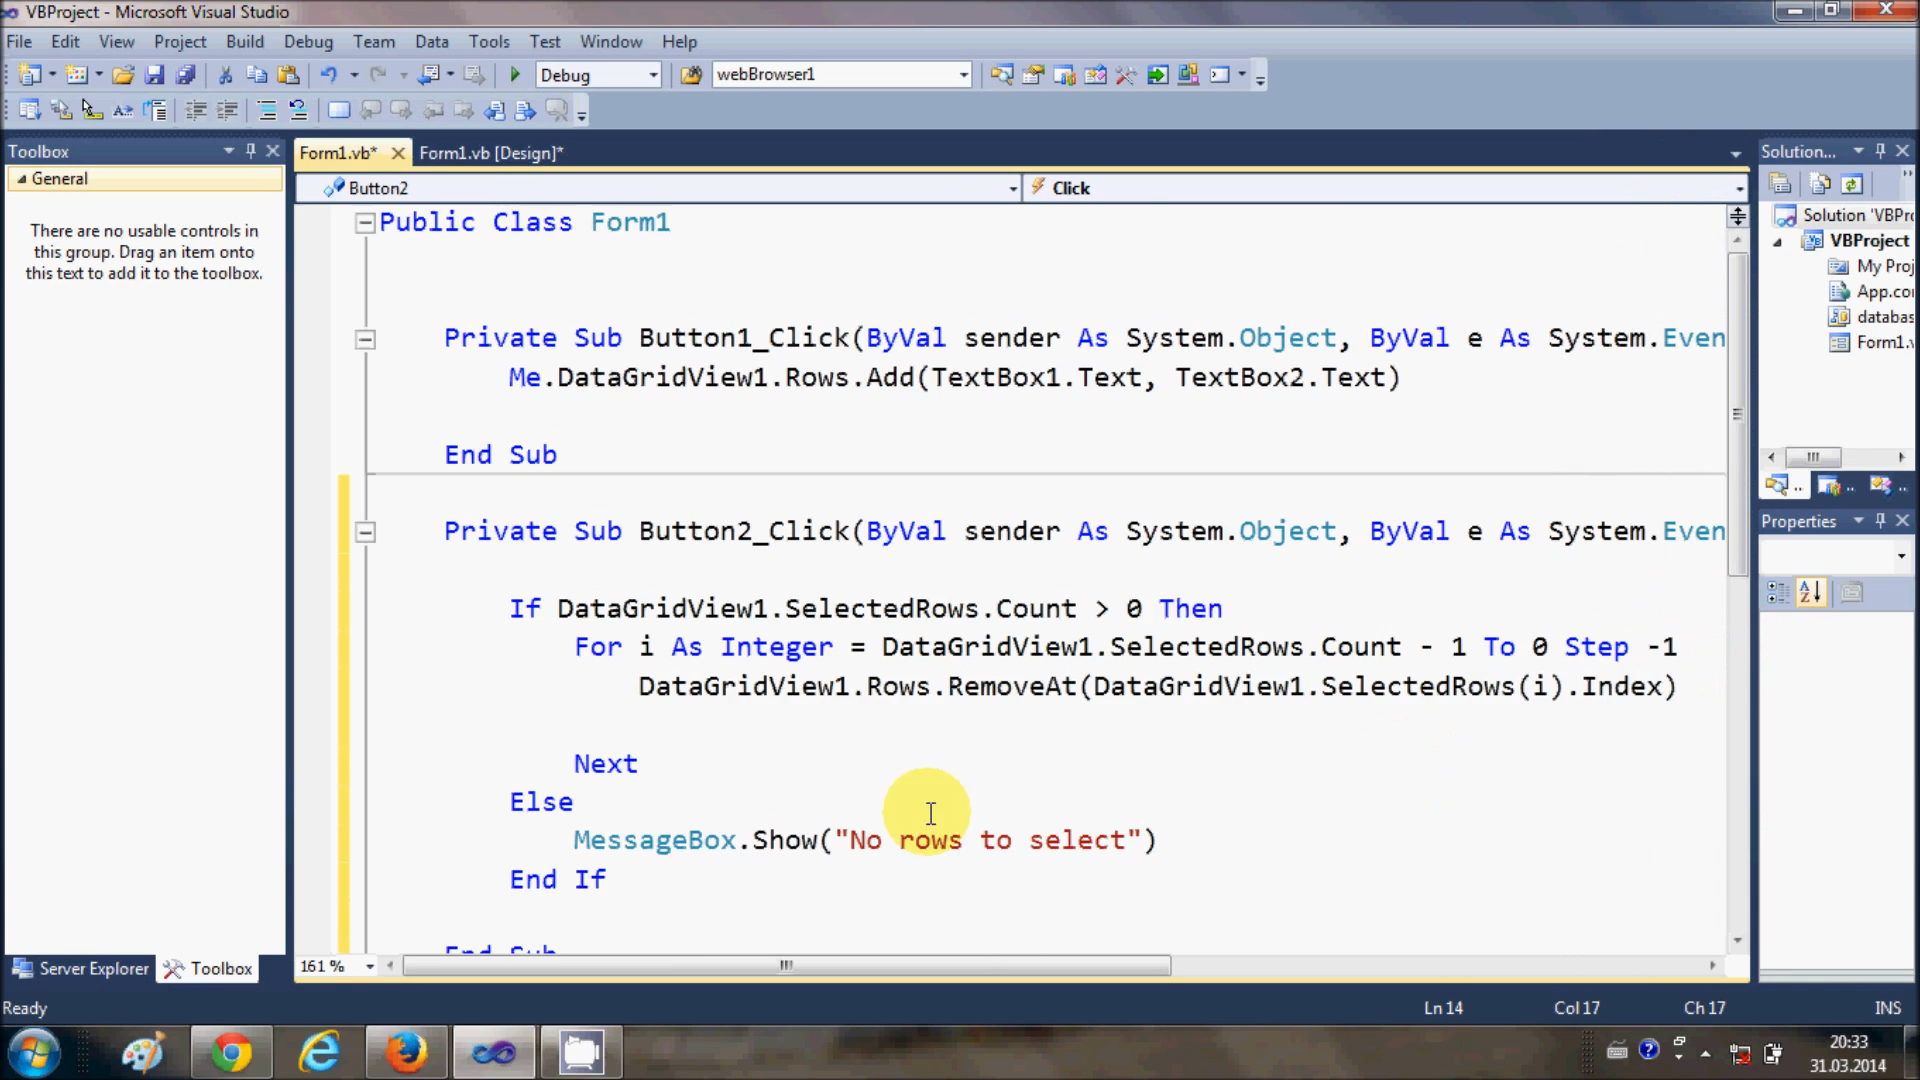 VBProject - Microsoft Visual Studio
File Edit View Project Build Debug Team Data Tools Test Window Help
Debug webBrowser1
Toolbox
General
There are no usable controls in
this group. Drag an item onto
this text to add it to the toolbox.
Server Explorer Toolbox
Form1.vb* Form1.vb [Design]*
Button2 Click
Public Class Form1
Private Sub Button1_Click(ByVal sender As System.Object, ByVal e As System.Even
Me.DataGridView1.Rows.Add(TextBox1.Text, TextBox2.Text)
End Sub
Private Sub Button2_Click(ByVal sender As System.Object, ByVal e As System.Even
If DataGridView1.SelectedRows.Count > 0 Then
For i As Integer = DataGridView1.SelectedRows.Count - 1 To 0 Step -1
DataGridView1.Rows.RemoveAt(DataGridView1.SelectedRows(i).Index)
Next
Else
MessageBox.Show("No rows to select")
End If
End Sub
161 %
Solution...
Solution 'VBPr
VBProject
My Proj
App.co
databas
Form1.v
Properties
Ready Ln 14 Col 17 Ch 17 INS
20:33
31.03.2014